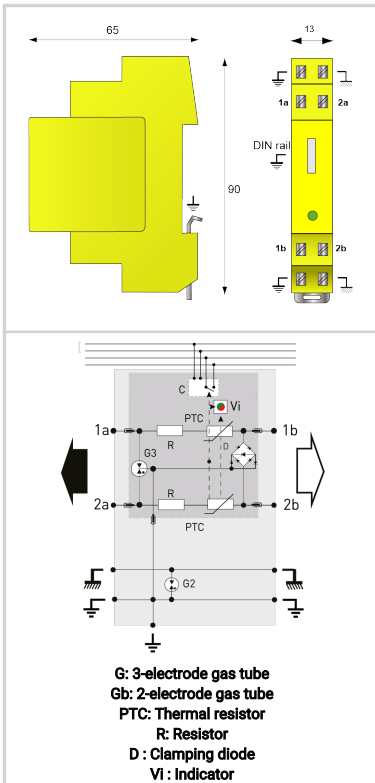 65
13
1a 2a
DIN rail
90
1b 2b
C
Vi
PTC
1a 1b
R D
G3
R
2a 2b
PTC
G2
G: 3-electrode gas tube
Gb: 2-electrode gas tube
PTC: Thermal resistor
R: Resistor
D : Clamping diode
Vi : Indicator